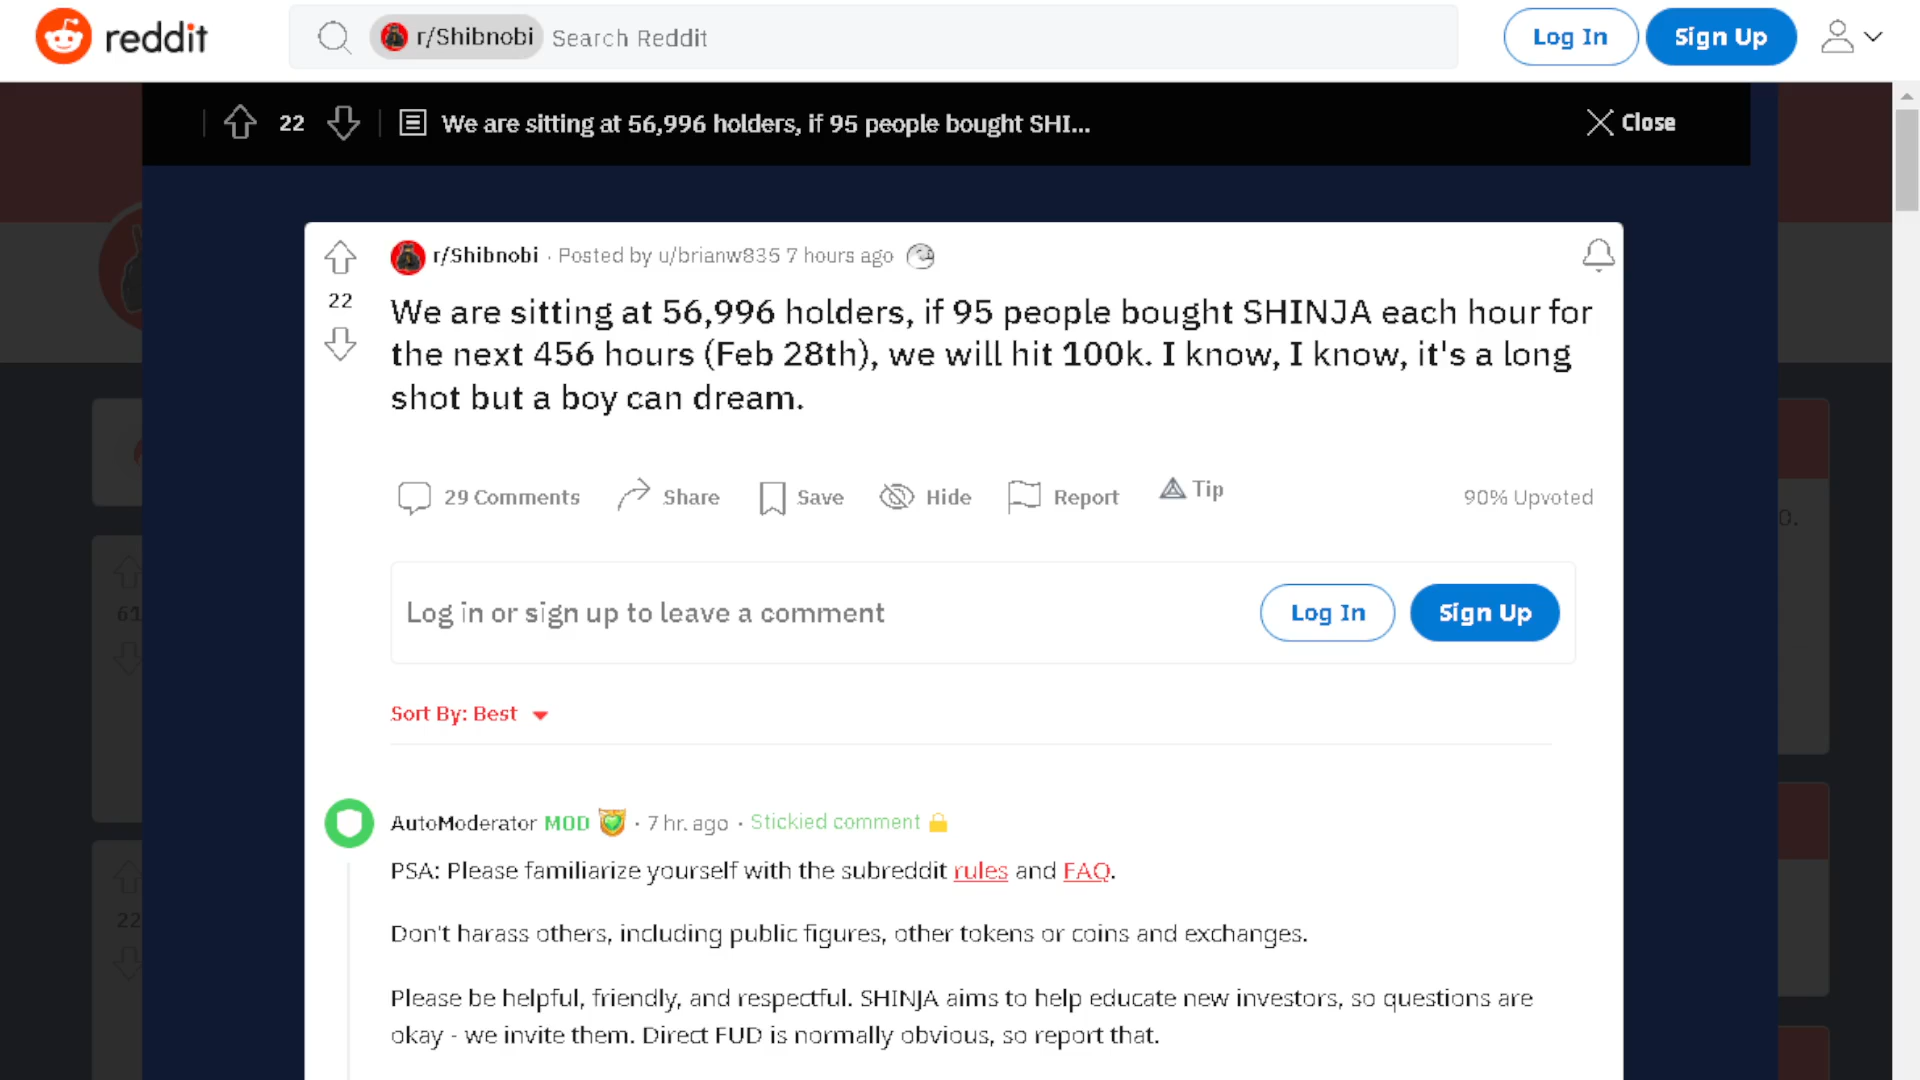 reddit
r/Shibnobi Search Reddit
Log In
Sign Up
22
We are sitting at 56,996 holders, if 95 people bought SHI...
Close
r/Shibnobi · Posted by u/brianw835 7 hours ago
22
We are sitting at 56,996 holders, if 95 people bought SHINJA each hour for
the next 456 hours (Feb 28th), we will hit 100k. I know, I know, it's a long
shot but a boy can dream.
29 Comments
Share
Save
Hide
Report
Tip
90% Upvoted
Log in or sign up to leave a comment
Log In
Sign Up
Sort By: Best
AutoModerator MOD · 7 hr. ago · Stickied comment
PSA: Please familiarize yourself with the subreddit rules and FAQ.
Don't harass others, including public figures, other tokens or coins and exchanges.
Please be helpful, friendly, and respectful. SHINJA aims to help educate new investors, so questions are
okay - we invite them. Direct FUD is normally obvious, so report that.
61
22